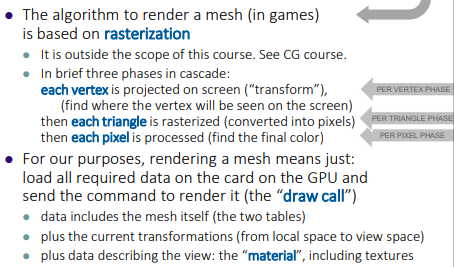 • The algorithm to render a mesh (in games)
is based on rasterization
• It is outside the scope of this course. See CG course.
• In brief three phases in cascade:
each vertex is projected on screen (“transform”),
PER VERTEX PHASE
(find where the vertex will be seen on the screen)
then each triangle is rasterized (converted into pixels)
PER TRIANGLE PHASE
then each pixel is processed (find the final color)
PER PIXEL PHASE
• For our purposes, rendering a mesh means just:
load all required data on the card on the GPU and
send the command to render it (the “draw call”)
• data includes the mesh itself (the two tables)
• plus the current transformations (from local space to view space)
• plus data describing the view: the “material”, including textures